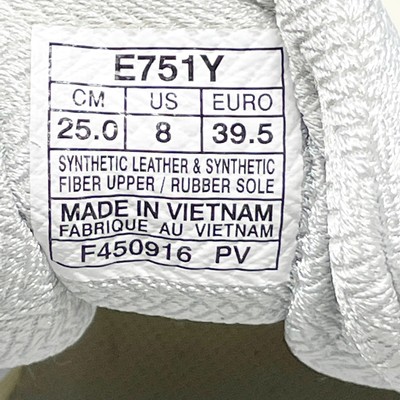 E751Y
CM US EURO
25.0 8 39.5
SYNTHETIC LEATHER & SYNTHETIC
FIBER UPPER / RUBBER SOLE
MADE IN VIETNAM
FABRIQUE AU VIETNAM
F450916 PV